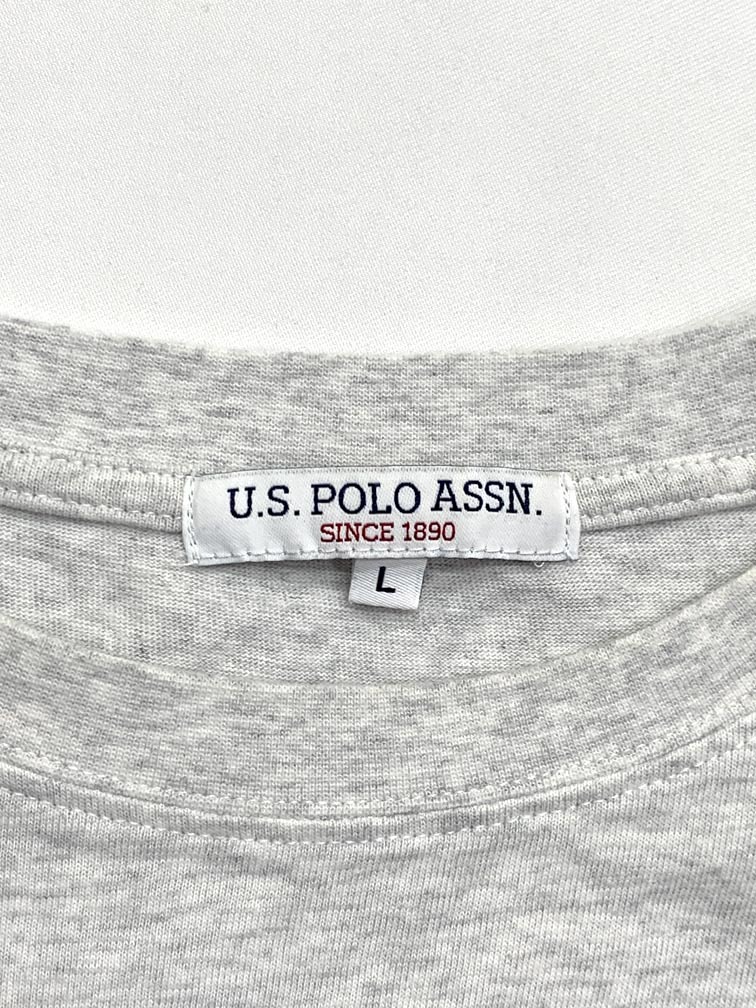 U.S. POLO ASSN.
SINCE 1890
L